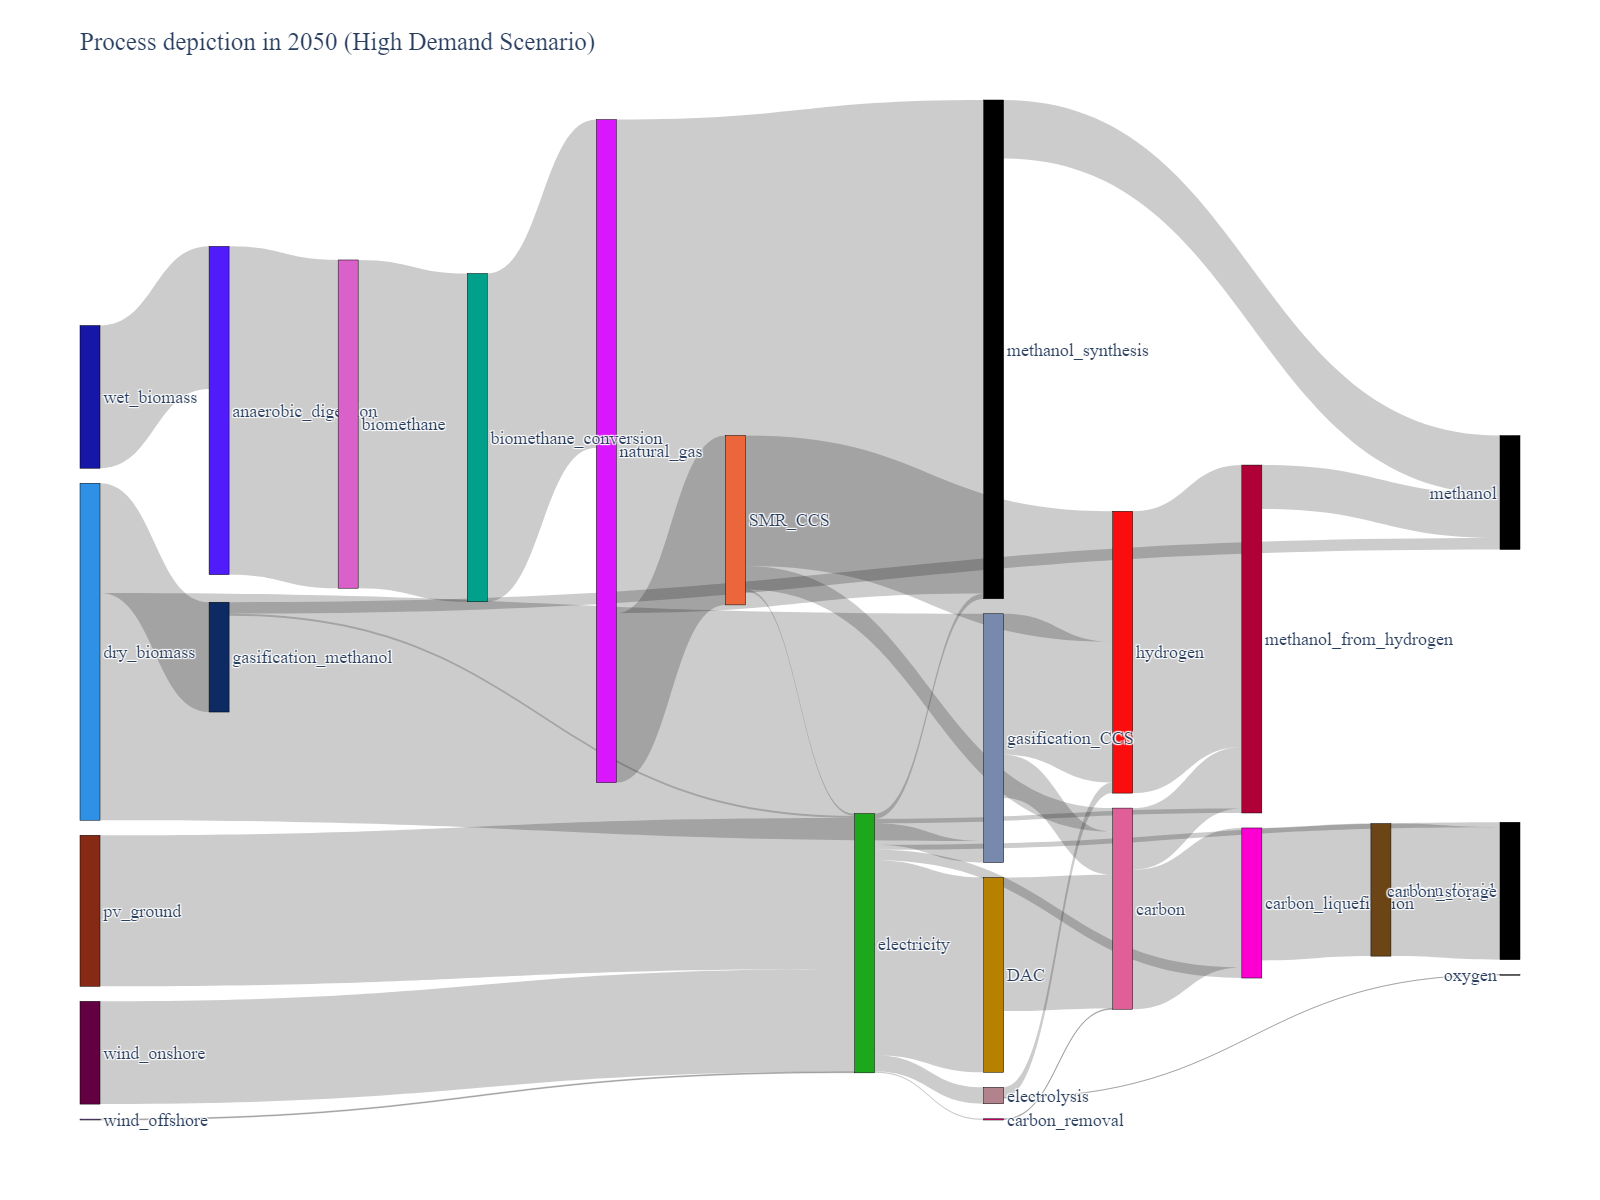 Process depiction in 2050 (High Demand Scenario)
methanol_synthesis
wet_biomass
anaerobic_digestion
biomethane
biomethane_conversion
natural_gas
methanol
SMR_CCS
dry_biomass
gasification_methanol
hydrogen
methanol_from_hydrogen
gasification_CCS
pv_ground
electricity
carbon
carbon_liquefication
carbon_storage
DAC
oxygen
wind_onshore
electrolysis
wind_offshore
carbon_removal